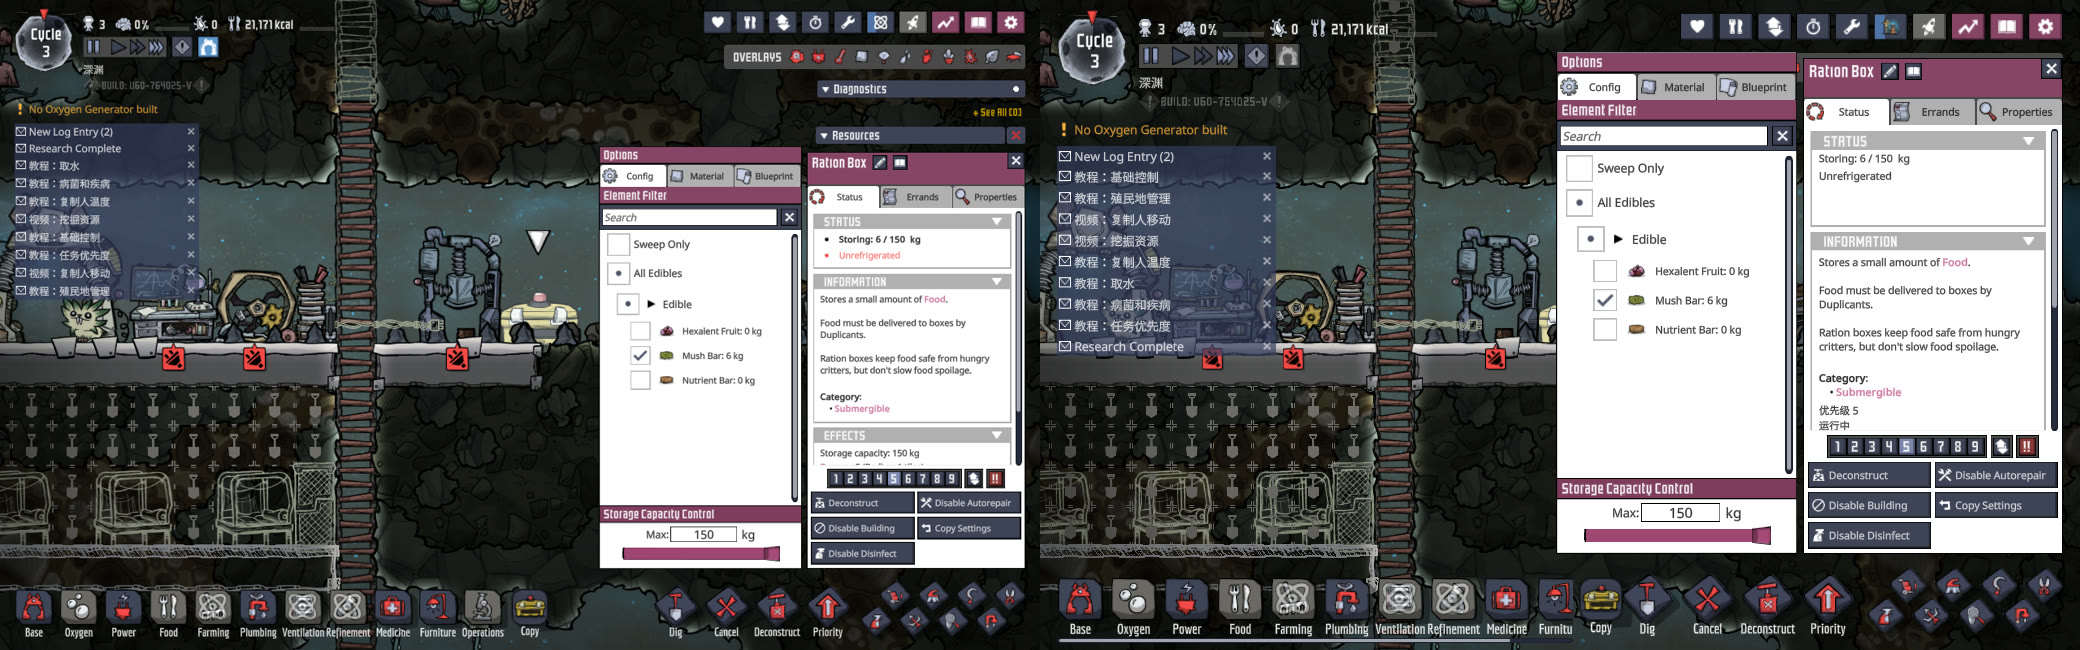 Cycle
3
3
0%
0
21,171 kcal
深渊
BUILD: U60-764025-V
No Oxygen Generator built
New Log Entry (2)
Research Complete
教程：取水
教程：病菌和疾病
教程：复制人温度
视频：挖掘资源
教程：基础控制
教程：任务优先度
视频：复制人移动
教程：殖民地管理
OVERLAYS
Diagnostics
+ See All (0)
Resources
Options
Config
Material
Blueprint
Element Filter
Search
Sweep Only
All Edibles
Edible
Hexalent Fruit: 0 kg
Mush Bar: 6 kg
Nutrient Bar: 0 kg
Storage Capacity Control
Max: 150 kg
Ration Box
Status
Errands
Properties
STATUS
• Storing: 6 / 150 kg
• Unrefrigerated
INFORMATION
Stores a small amount of Food.
Food must be delivered to boxes by
Duplicants.
Ration boxes keep food safe from hungry
critters, but don't slow food spoilage.
Category:
• Submergible
EFFECTS
Storage capacity: 150 kg
1 2 3 4 5 6 7 8 9 !!
Deconstruct
Disable Autorepair
Disable Building
Copy Settings
Disable Disinfect
Base
Oxygen
Power
Food
Farming
Plumbing
Ventilation
Refinement
Medicine
Furniture
Operations
Copy
Dig
Cancel
Deconstruct
Priority
Cycle
3
3
0%
0
21,171 kcal
深渊
BUILD: U60-764025-V
No Oxygen Generator built
New Log Entry (2)
教程：基础控制
教程：殖民地管理
视频：复制人移动
视频：挖掘资源
教程：复制人温度
教程：取水
教程：病菌和疾病
教程：任务优先度
Research Complete
Options
Config
Material
Blueprint
Element Filter
Search
Sweep Only
All Edibles
Edible
Hexalent Fruit: 0 kg
Mush Bar: 6 kg
Nutrient Bar: 0 kg
Storage Capacity Control
Max: 150 kg
Ration Box
Status
Errands
Properties
STATUS
Storing: 6 / 150 kg
Unrefrigerated
INFORMATION
Stores a small amount of Food.
Food must be delivered to boxes by
Duplicants.
Ration boxes keep food safe from hungry
critters, but don't slow food spoilage.
Category:
• Submergible
优先级 5
运行中
1 2 3 4 5 6 7 8 9 !!
Deconstruct
Disable Autorepair
Disable Building
Copy Settings
Disable Disinfect
Base
Oxygen
Power
Food
Farming
Plumbing
Ventilation
Refinement
Medicine
Furnitu
Copy
Dig
Cancel
Deconstruct
Priority